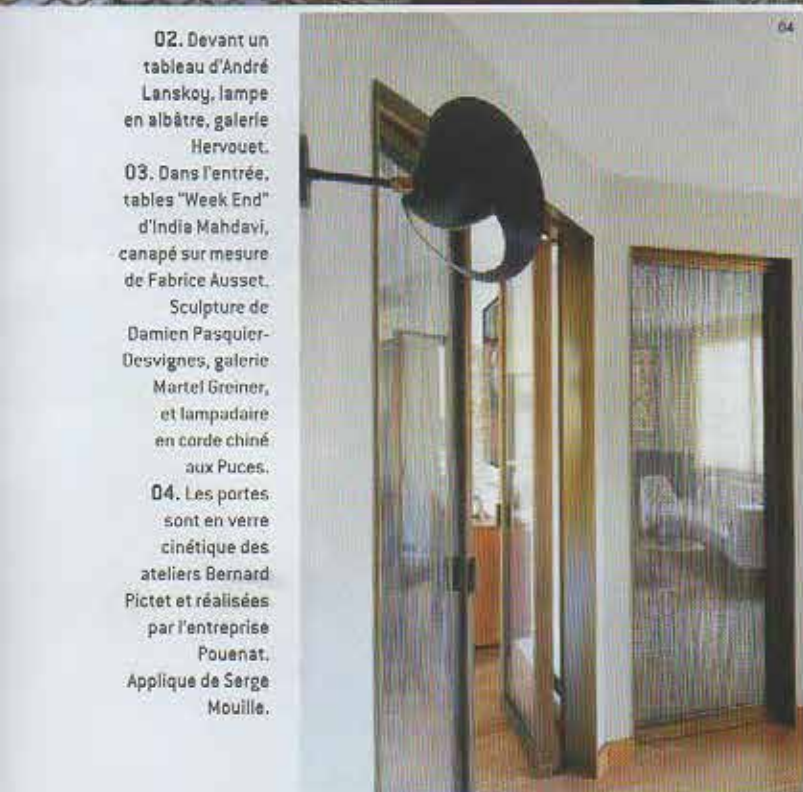 02. Devant un
tableau d'André
Lanskoy, lampe
en albâtre, galerie
Hervouet.
03. Dans l'entrée,
tables "Week End"
d'India Mahdavi,
canapé sur mesure
de Fabrice Ausset.
Sculpture de
Damien Pasquier-
Desvignes, galerie
Martel Greiner,
et lampadaire
en corde chiné
aux Puces.
04. Les portes
sont en verre
cinétique des
ateliers Bernard
Pictet et réalisées
par l'entreprise
Pouenat.
Applique de Serge
Mouille.
04